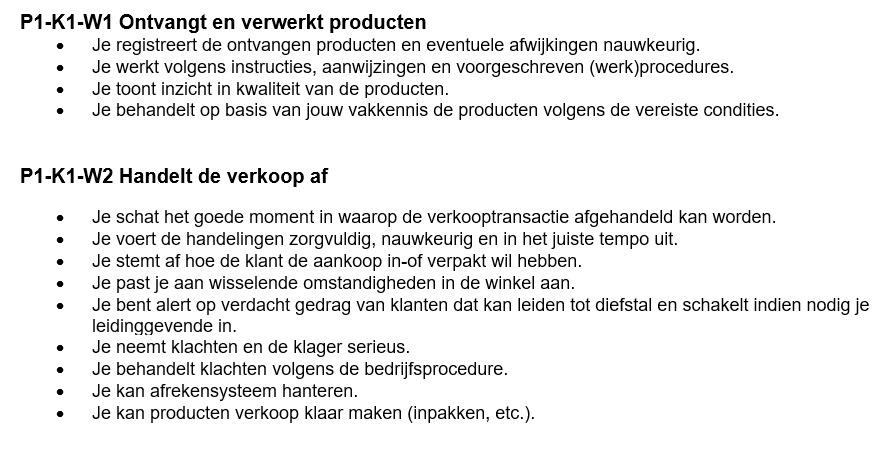 P1-K1-W1 Ontvangt en verwerkt producten
• Je registreert de ontvangen producten en eventuele afwijkingen nauwkeurig.
• Je werkt volgens instructies, aanwijzingen en voorgeschreven (werk)procedures.
• Je toont inzicht in kwaliteit van de producten.
• Je behandelt op basis van jouw vakkennis de producten volgens de vereiste condities.
P1-K1-W2 Handelt de verkoop af
• Je schat het goede moment in waarop de verkooptransactie afgehandeld kan worden.
• Je voert de handelingen zorgvuldig, nauwkeurig en in het juiste tempo uit.
• Je stemt af hoe de klant de aankoop in-of verpakt wil hebben.
• Je past je aan wisselende omstandigheden in de winkel aan.
• Je bent alert op verdacht gedrag van klanten dat kan leiden tot diefstal en schakelt indien nodig je
leidinggevende in.
• Je neemt klachten en de klager serieus.
• Je behandelt klachten volgens de bedrijfsprocedure.
• Je kan afrekensysteem hanteren.
• Je kan producten verkoop klaar maken (inpakken, etc.).